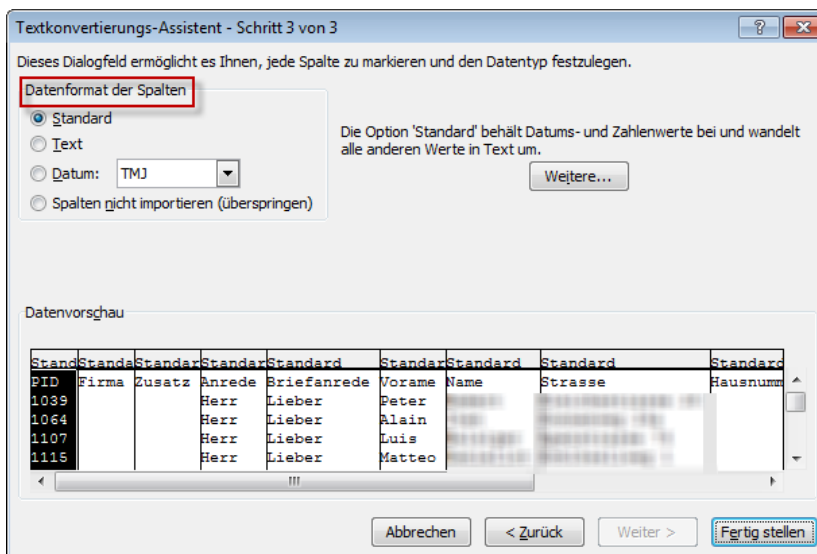 Textkonvertierungs-Assistent - Schritt 3 von 3
Dieses Dialogfeld ermöglicht es Ihnen, jede Spalte zu markieren und den Datentyp festzulegen.
Datenformat der Spalten
Standard
Text
Datum: TMJ
Spalten nicht importieren (überspringen)
Die Option 'Standard' behält Datums- und Zahlenwerte bei und wandelt
alle anderen Werte in Text um.
Weitere...
Datenvorschau
Stand Standa Standar Standar Standard Standar Standard Standard Standard
PID Firma Zusatz Anrede Briefanrede Vorame Name Strasse Hausnumm
1039 Herr Lieber Peter
1064 Herr Lieber Alain
1107 Herr Lieber Luis
1115 Herr Lieber Matteo
Abbrechen < Zurück Weiter > Fertig stellen